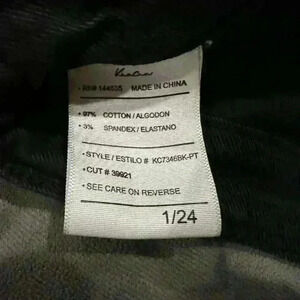 • RN# 144635 MADE IN CHINA
• 97% COTTON / ALGODON
• 3% SPANDEX / ELASTANO
• STYLE / ESTILO # KC7346BK-PT
• CUT # 39921
• SEE CARE ON REVERSE
1/24